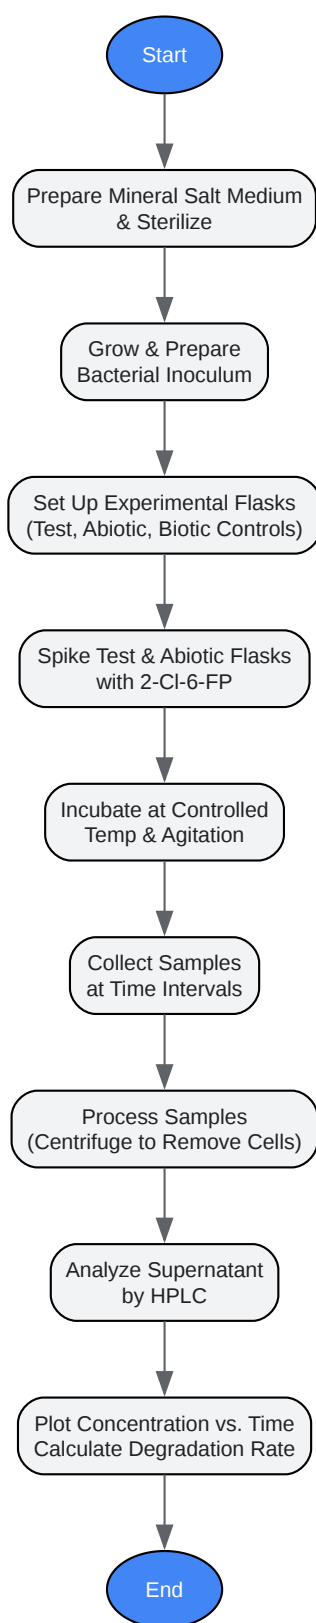 Start
Prepare Mineral Salt Medium
& Sterilize
Grow & Prepare
Bacterial Inoculum
Set Up Experimental Flasks
(Test, Abiotic, Biotic Controls)
Spike Test & Abiotic Flasks
with 2-Cl-6-FP
Incubate at Controlled
Temp & Agitation
Collect Samples
at Time Intervals
Process Samples
(Centrifuge to Remove Cells)
Analyze Supernatant
by HPLC
Plot Concentration vs. Time
Calculate Degradation Rate
End